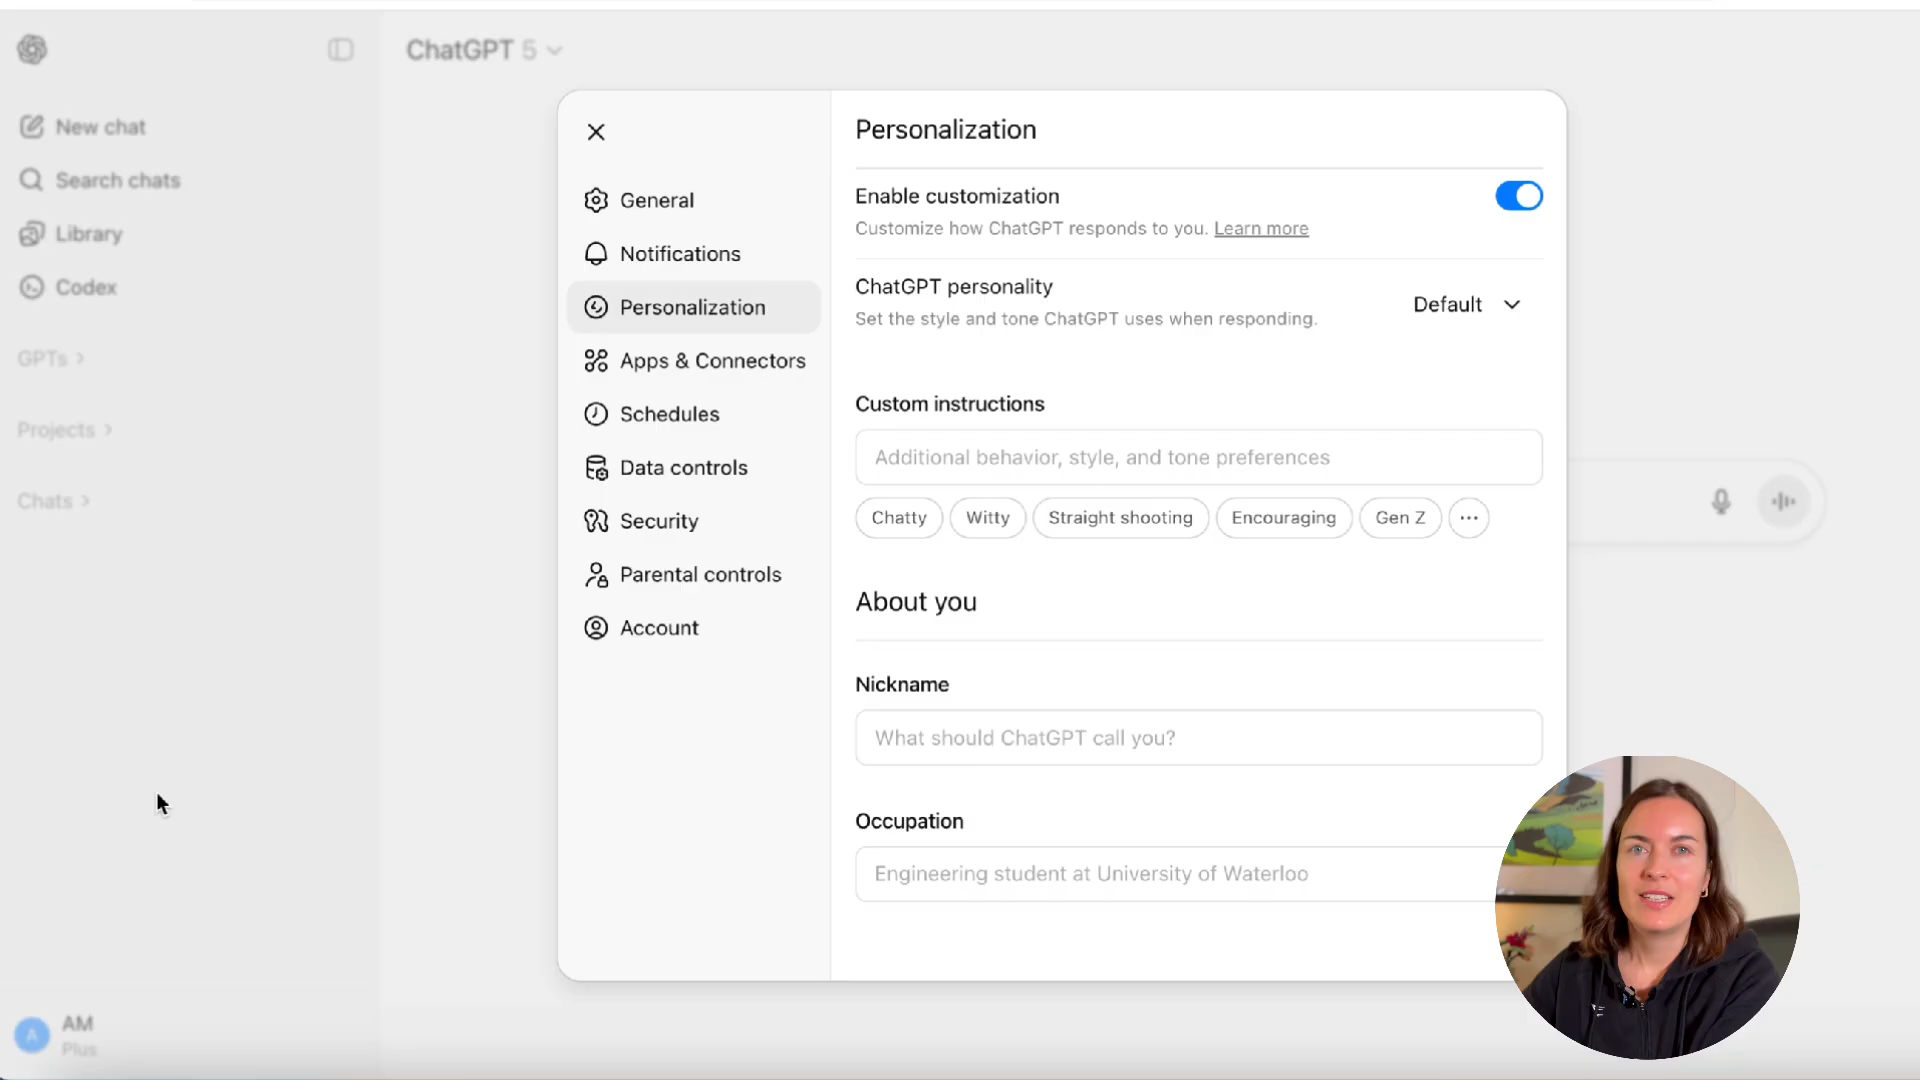 ChatGPT 5
New chat
Search chats
Library
Codex
GPTs
Projects
Chats
A
AM
Plus
General
Notifications
Personalization
Apps & Connectors
Schedules
Data controls
Security
Parental controls
Account
Personalization
Enable customization
Customize how ChatGPT responds to you. Learn more
ChatGPT personality
Set the style and tone ChatGPT uses when responding.
Default
Custom instructions
Additional behavior, style, and tone preferences
Chatty Witty Straight shooting Encouraging Gen Z ...
About you
Nickname
What should ChatGPT call you?
Occupation
Engineering student at University of Waterloo